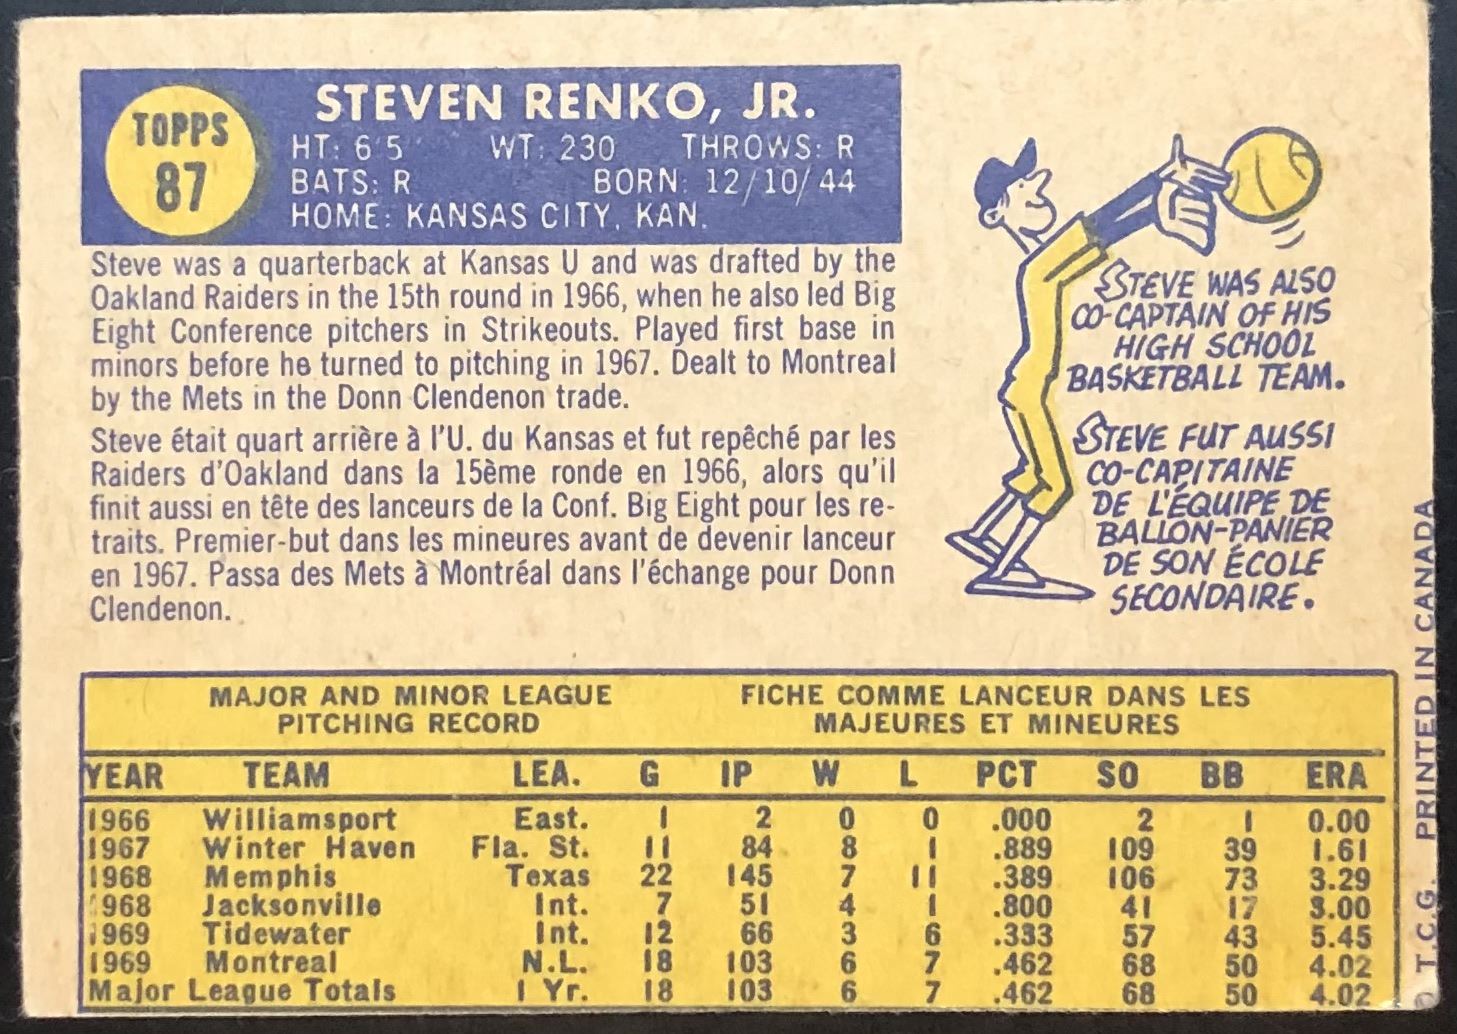 TOPPS
87
STEVEN RENKO, JR.
HT: 6'5" WT: 230 THROWS: R
BATS: R BORN: 12/10/44
HOME: KANSAS CITY, KAN.
Steve was a quarterback at Kansas U and was drafted by the
Oakland Raiders in the 15th round in 1966, when he also led Big
Eight Conference pitchers in Strikeouts. Played first base in
minors before he turned to pitching in 1967. Dealt to Montreal
by the Mets in the Donn Clendenon trade.
Steve était quart arrière à l'U. du Kansas et fut repêché par les
Raiders d'Oakland dans la 15ème ronde en 1966, alors qu'il
finit aussi en tête des lanceurs de la Conf. Big Eight pour les re-
traits. Premier-but dans les mineures avant de devenir lanceur
en 1967. Passa des Mets à Montréal dans l'échange pour Donn
Clendenon.
STEVE WAS ALSO
CO-CAPTAIN OF HIS
HIGH SCHOOL
BASKETBALL TEAM.
STEVE FUT AUSSI
CO-CAPITAINE
DE L'ÉQUIPE DE
BALLON-PANIER
DE SON ÉCOLE
SECONDAIRE.
MAJOR AND MINOR LEAGUE
PITCHING RECORD
FICHE COMME LANCEUR DANS LES
MAJEURES ET MINEURES
YEAR TEAM LEA. G IP W L PCT SO BB ERA
1966 Williamsport East. 1 2 0 0 .000 2 1 0.00
1967 Winter Haven Fla. St. 11 84 8 1 .889 109 39 1.61
1968 Memphis Texas 22 145 7 11 .389 106 73 3.29
1968 Jacksonville Int. 7 51 4 1 .800 41 17 3.00
1969 Tidewater Int. 12 66 3 6 .333 57 43 5.45
1969 Montreal N.L. 18 103 6 7 .462 68 50 4.02
Major League Totals 1 Yr. 18 103 6 7 .462 68 50 4.02
© T.C.G. PRINTED IN CANADA